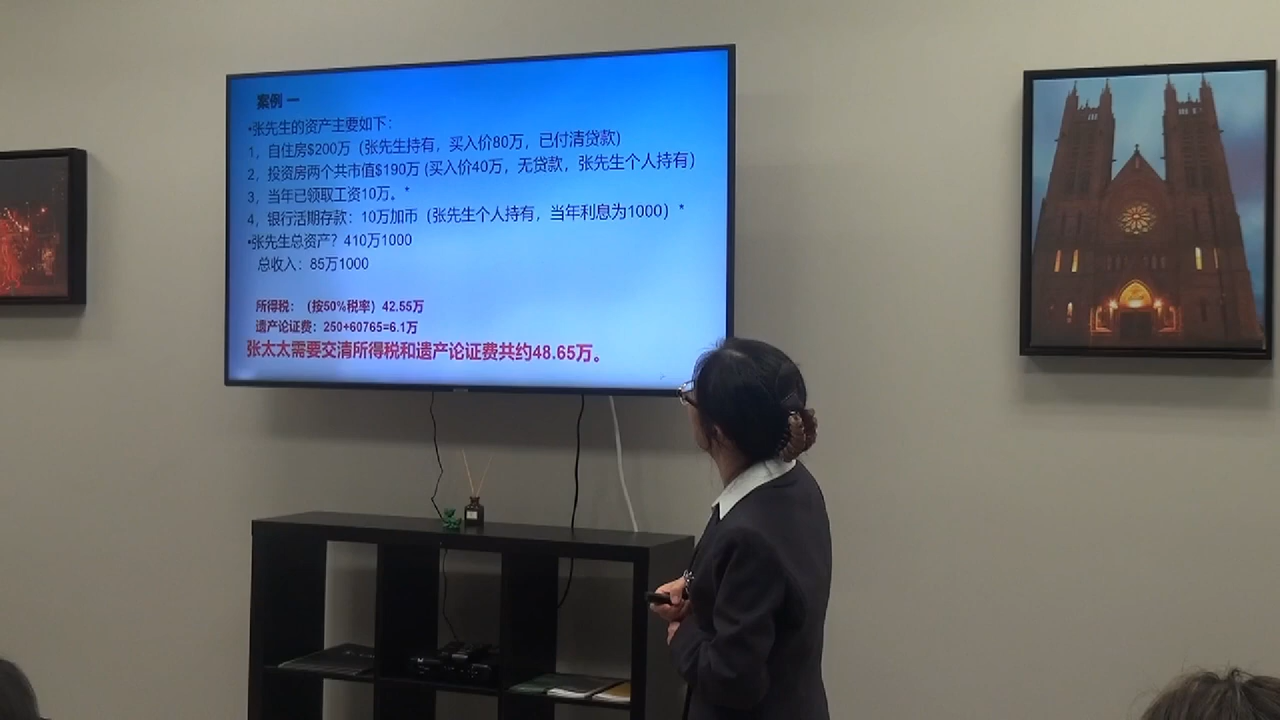 案例 一
•张先生的资产主要如下：
1，自住房$200万（张先生持有，买入价80万，已付清贷款）
2，投资房两个共市值$190万 (买入价40万，无贷款，张先生个人持有）
3，当年已领取工资10万。*
4，银行活期存款：10万加币（张先生个人持有，当年利息为1000）*
•张先生总资产？410万1000
总收入：85万1000
所得税：（按50%税率）42.55万
遗产论证费：250+60765=6.1万
张太太需要交清所得税和遗产论证费共约48.65万。